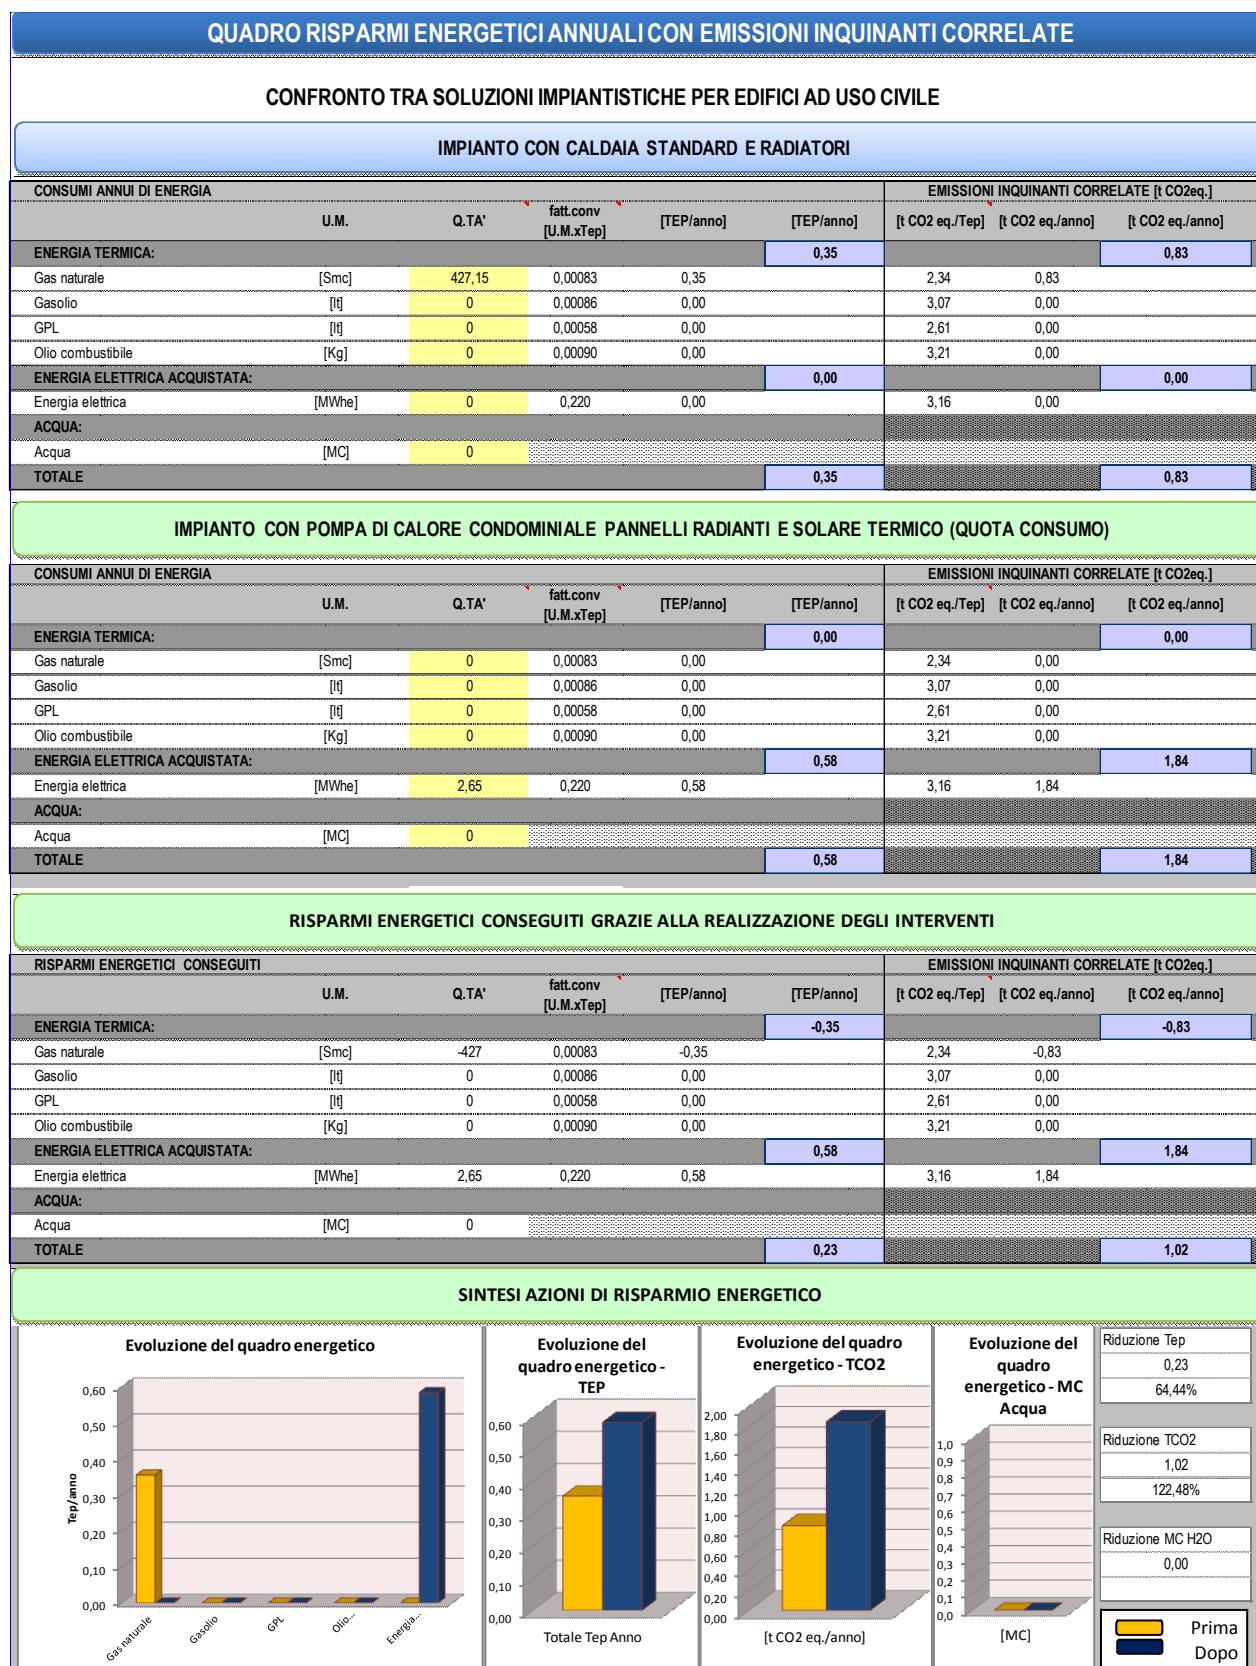 QUADRO RISPARMI ENERGETICI ANNUALI CON EMISSIONI INQUINANTI CORRELATE
CONFRONTO TRA SOLUZIONI IMPIANTISTICHE PER EDIFICI AD USO CIVILE
IMPIANTO CON CALDAIA STANDARD E RADIATORI
CONSUMI ANNUI DI ENERGIA EMISSIONI INQUINANTI CORRELATE [t CO2eq.]
U.M. Q.TA' fatt.conv [U.M.xTep] [TEP/anno] [TEP/anno] [t CO2 eq./Tep] [t CO2 eq./anno] [t CO2 eq./anno]
ENERGIA TERMICA: 0,35 0,83
Gas naturale [Smc] 427,15 0,00083 0,35 2,34 0,83
Gasolio [lt] 0 0,00086 0,00 3,07 0,00
GPL [lt] 0 0,00058 0,00 2,61 0,00
Olio combustibile [Kg] 0 0,00090 0,00 3,21 0,00
ENERGIA ELETTRICA ACQUISTATA: 0,00 0,00
Energia elettrica [MWhe] 0 0,220 0,00 3,16 0,00
ACQUA:
Acqua [MC] 0
TOTALE 0,35 0,83
IMPIANTO CON POMPA DI CALORE CONDOMINIALE PANNELLI RADIANTI E SOLARE TERMICO (QUOTA CONSUMO)
CONSUMI ANNUI DI ENERGIA EMISSIONI INQUINANTI CORRELATE [t CO2eq.]
U.M. Q.TA' fatt.conv [U.M.xTep] [TEP/anno] [TEP/anno] [t CO2 eq./Tep] [t CO2 eq./anno] [t CO2 eq./anno]
ENERGIA TERMICA: 0,00 0,00
Gas naturale [Smc] 0 0,00083 0,00 2,34 0,00
Gasolio [lt] 0 0,00086 0,00 3,07 0,00
GPL [lt] 0 0,00058 0,00 2,61 0,00
Olio combustibile [Kg] 0 0,00090 0,00 3,21 0,00
ENERGIA ELETTRICA ACQUISTATA: 0,58 1,84
Energia elettrica [MWhe] 2,65 0,220 0,58 3,16 1,84
ACQUA:
Acqua [MC] 0
TOTALE 0,58 1,84
RISPARMI ENERGETICI CONSEGUITI GRAZIE ALLA REALIZZAZIONE DEGLI INTERVENTI
RISPARMI ENERGETICI CONSEGUITI EMISSIONI INQUINANTI CORRELATE [t CO2eq.]
U.M. Q.TA' fatt.conv [U.M.xTep] [TEP/anno] [TEP/anno] [t CO2 eq./Tep] [t CO2 eq./anno] [t CO2 eq./anno]
ENERGIA TERMICA: -0,35 -0,83
Gas naturale [Smc] -427 0,00083 -0,35 2,34 -0,83
Gasolio [lt] 0 0,00086 0,00 3,07 0,00
GPL [lt] 0 0,00058 0,00 2,61 0,00
Olio combustibile [Kg] 0 0,00090 0,00 3,21 0,00
ENERGIA ELETTRICA ACQUISTATA: 0,58 1,84
Energia elettrica [MWhe] 2,65 0,220 0,58 3,16 1,84
ACQUA:
Acqua [MC] 0
TOTALE 0,23 1,02
SINTESI AZIONI DI RISPARMIO ENERGETICO
Evoluzione del quadro energetico
Tep/anno
0,60
0,50
0,40
0,30
0,20
0,10
0,00
Gas naturale
Gasolio
GPL
Olio...
Energia...
Evoluzione del
quadro energetico -
TEP
0,60
0,50
0,40
0,30
0,20
0,10
0,00
Totale Tep Anno
Evoluzione del quadro
energetico - TCO2
2,00
1,80
1,60
1,40
1,20
1,00
0,80
0,60
0,40
0,20
0,00
[t CO2 eq./anno]
Evoluzione del
quadro
energetico - MC
Acqua
1,0
0,9
0,8
0,7
0,6
0,5
0,4
0,3
0,2
0,1
0,0
[MC]
Riduzione Tep
0,23
64,44%
Riduzione TCO2
1,02
122,48%
Riduzione MC H2O
0,00
Prima
Dopo